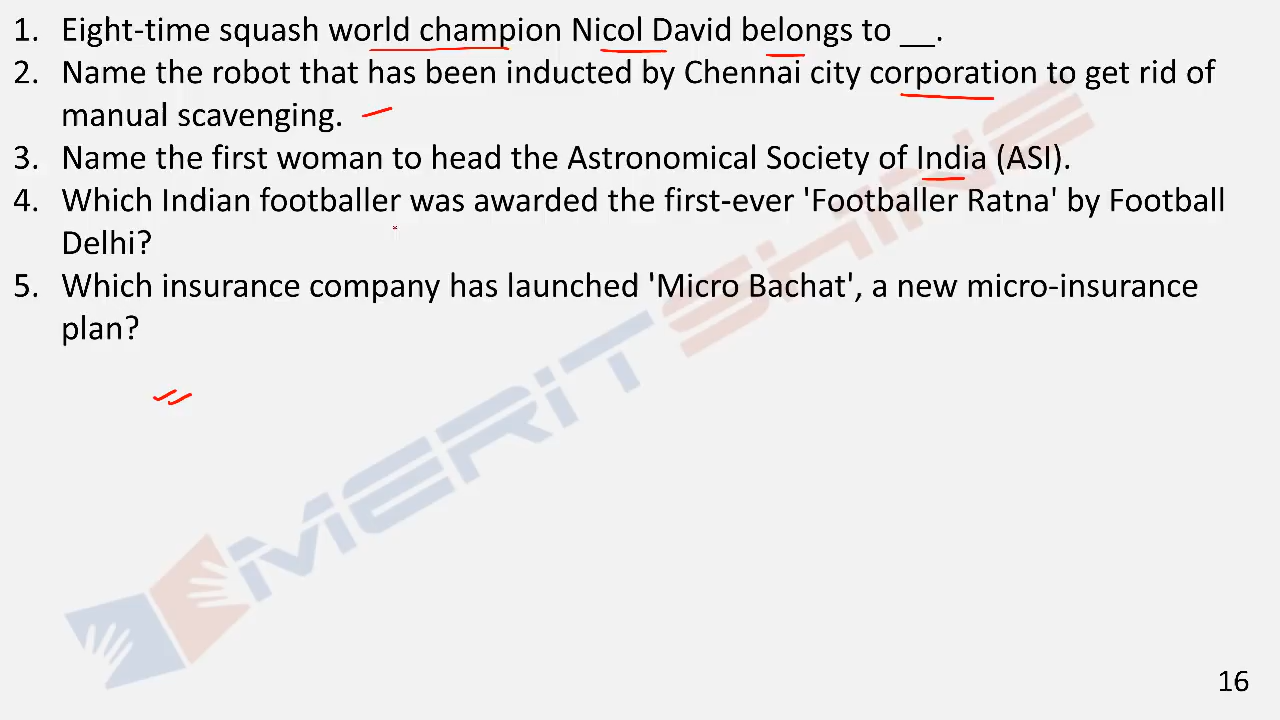 1. Eight-time squash world champion Nicol David belongs to __.
2. Name the robot that has been inducted by Chennai city corporation to get rid of
manual scavenging.
3. Name the first woman to head the Astronomical Society of India (ASI).
4. Which Indian footballer was awarded the first-ever 'Footballer Ratna' by Football
Delhi?
5. Which insurance company has launched 'Micro Bachat', a new micro-insurance
plan?
MERiTSHINE
16